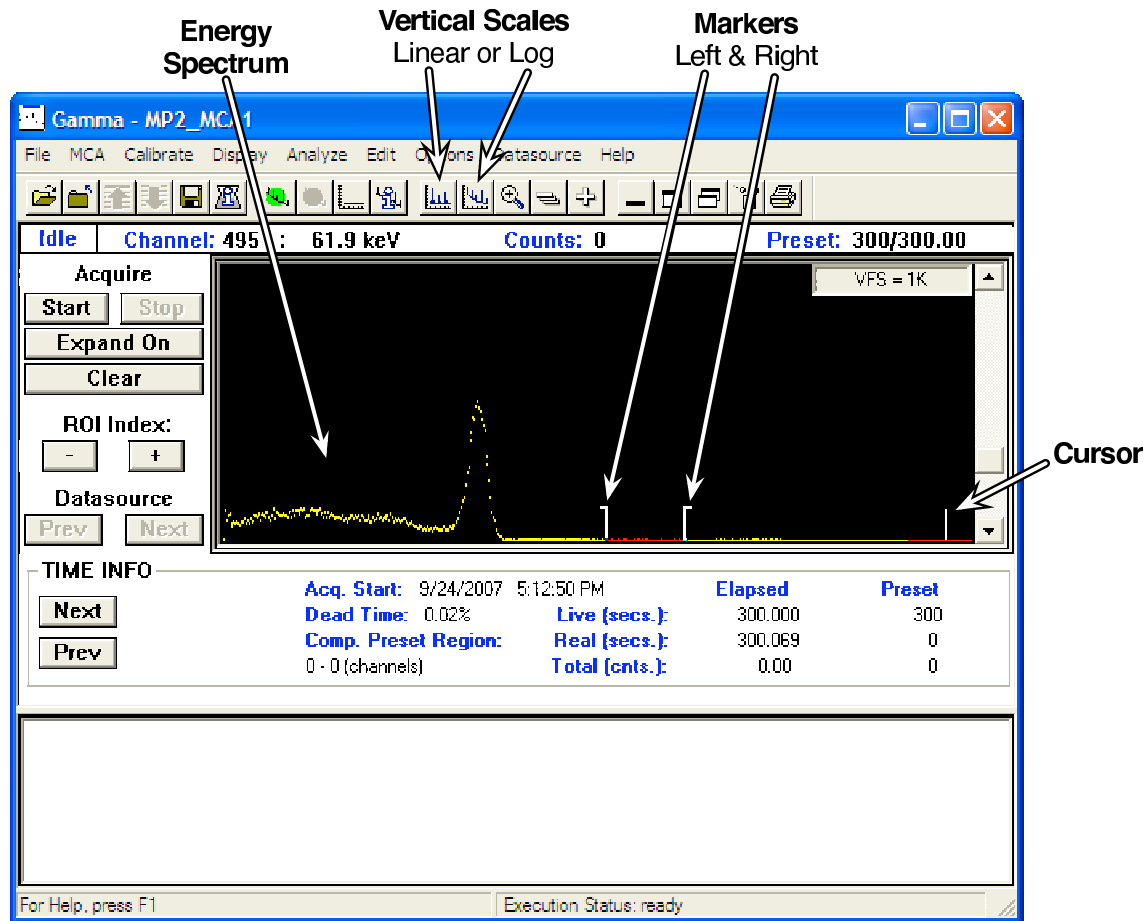 Energy
Spectrum
Vertical Scales
Linear or Log
Markers
Left & Right
Gamma - MP2_MCA1
File MCA Calibrate Display Analyze Edit Options Datasource Help
Idle Channel: 495 : 61.9 keV Counts: 0 Preset: 300/300.00
Acquire
Start Stop
Expand On
Clear
ROI Index:
- +
Datasource
Prev Next
VFS = 1K
Cursor
TIME INFO
Next
Prev
Acq. Start: 9/24/2007 5:12:50 PM Elapsed Preset
Dead Time: 0.02% Live (secs.): 300.000 300
Comp. Preset Region: Real (secs.): 300.069 0
0 - 0 (channels) Total (cnts.): 0.00 0
For Help, press F1 Execution Status: ready